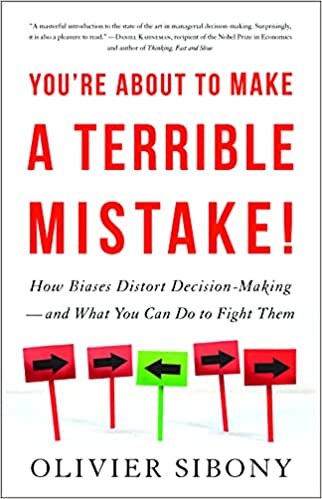 "A masterful introduction to the state of the art in managerial decision-making. Surprisingly,
it is also a pleasure to read." —Daniel Kahneman, recipient of the Nobel Prize in Economics
and author of Thinking, Fast and Slow
YOU'RE ABOUT TO MAKE
A TERRIBLE
MISTAKE!
How Biases Distort Decision-Making
—and What You Can Do to Fight Them
OLIVIER SIBONY